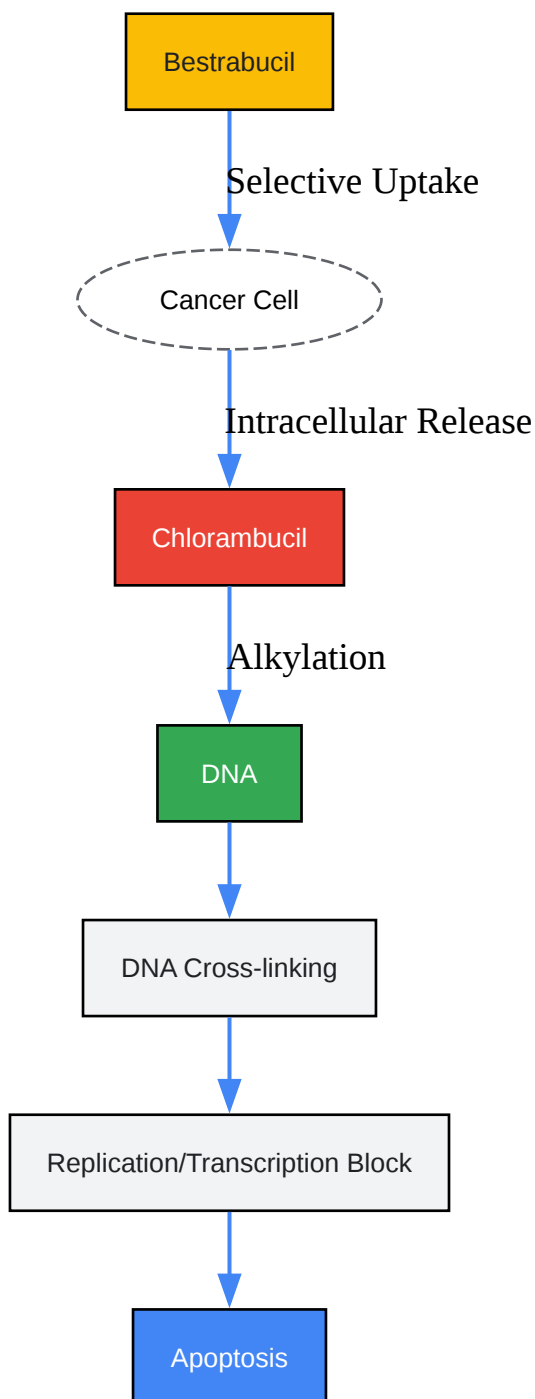 Bestrabucil
Selective Uptake
Cancer Cell
Intracellular Release
Chlorambucil
Alkylation
DNA
DNA Cross-linking
Replication/Transcription Block
Apoptosis